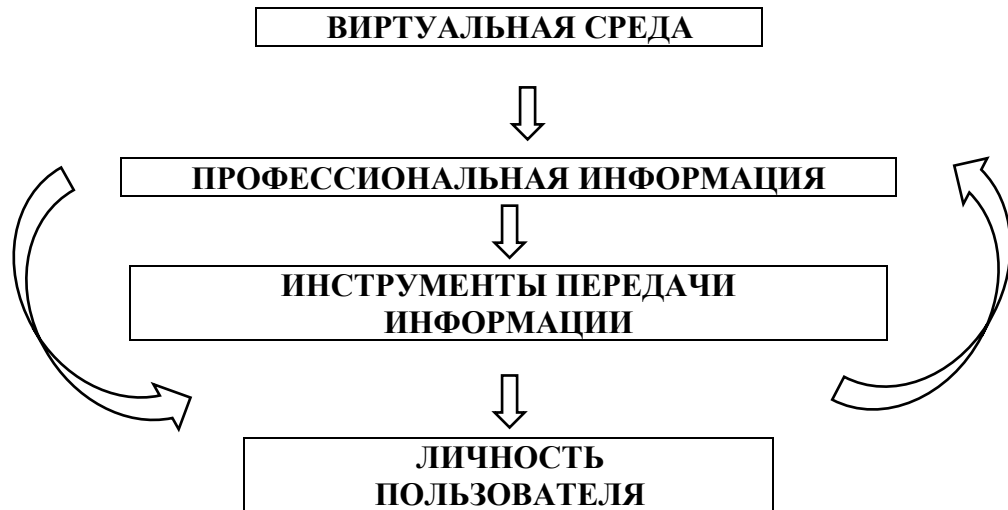 ВИРТУАЛЬНАЯ СРЕДА
ПРОФЕССИОНАЛЬНАЯ ИНФОРМАЦИЯ
ИНСТРУМЕНТЫ ПЕРЕДАЧИ
ИНФОРМАЦИИ
ЛИЧНОСТЬ
ПОЛЬЗОВАТЕЛЯ